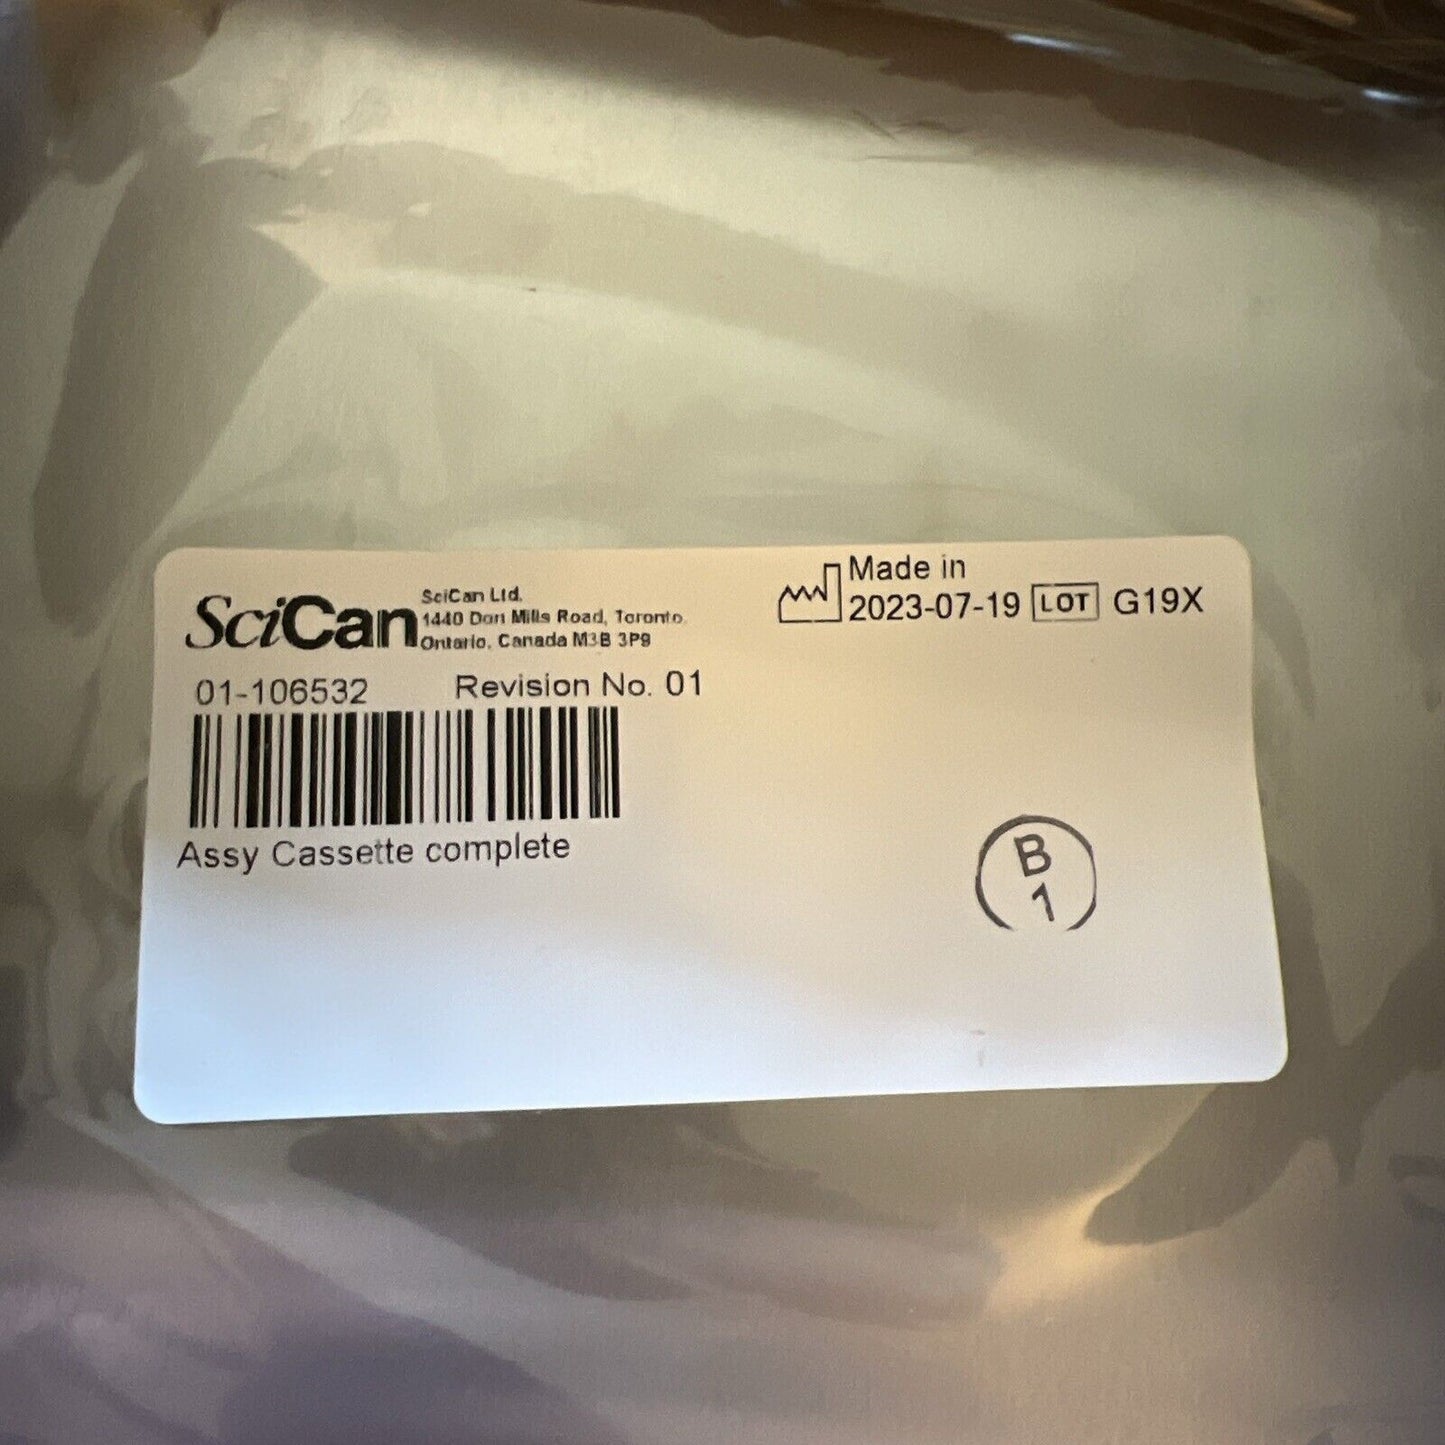 SciCan
SciCan Ltd.
1440 Don Mills Road, Toronto
Ontario, Canada M3B 3P9
Made in
2023-07-19 LOT G19X
01-106532 Revision No. 01
Assy Cassette complete
B
1